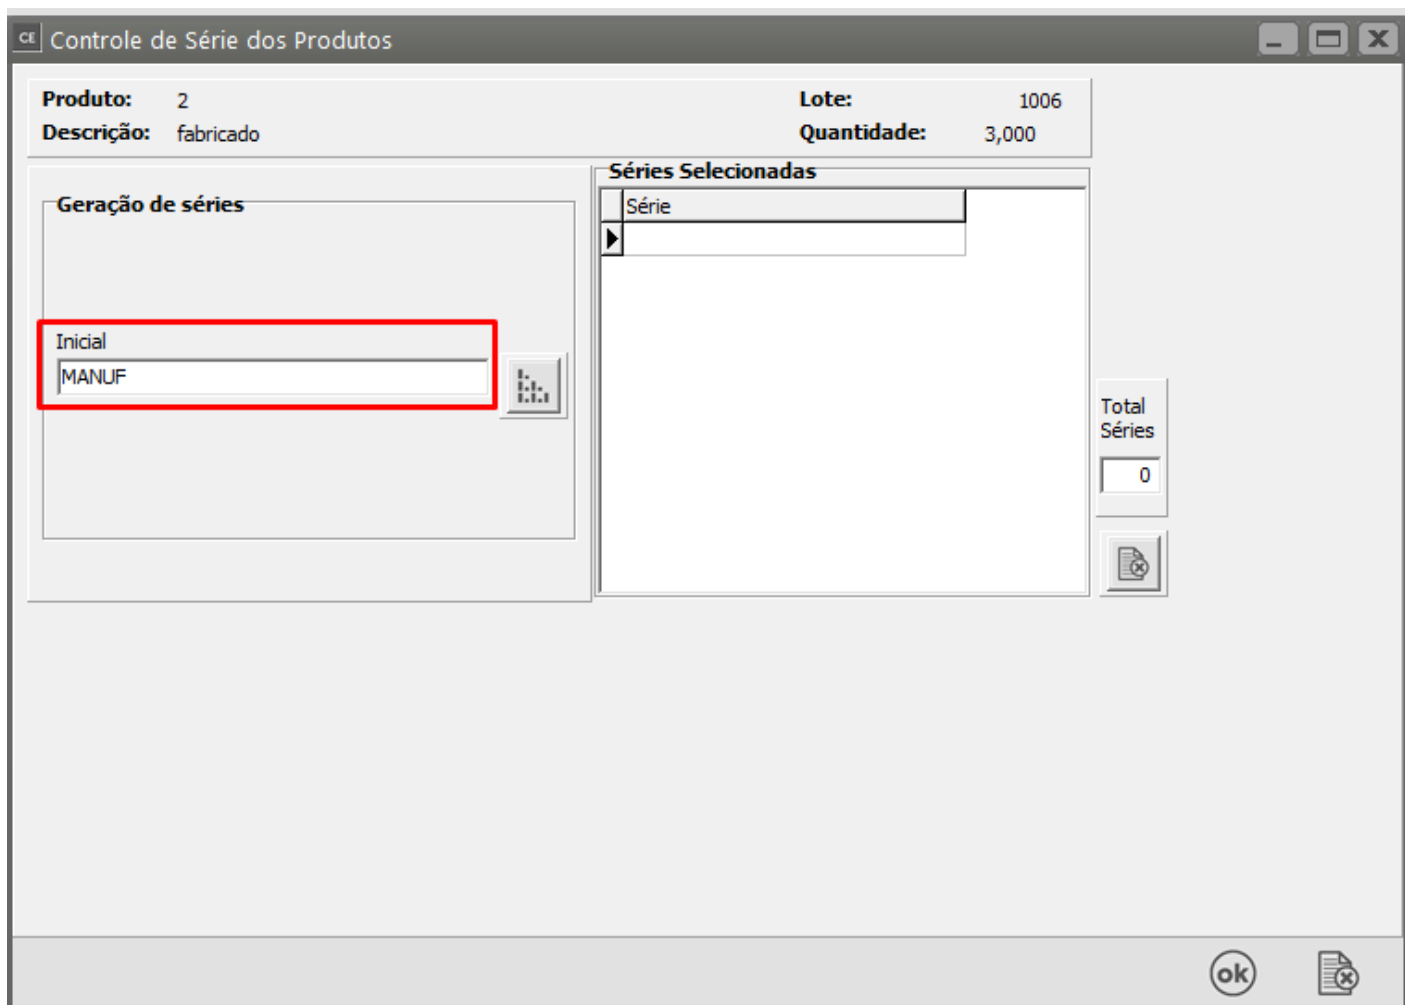 CE Controle de Série dos Produtos
Produto: 2 Lote: 1006
Descrição: fabricado Quantidade: 3,000
Geração de séries
Inicial
MANUF
Séries Selecionadas
Série
Total
Séries
0
ok